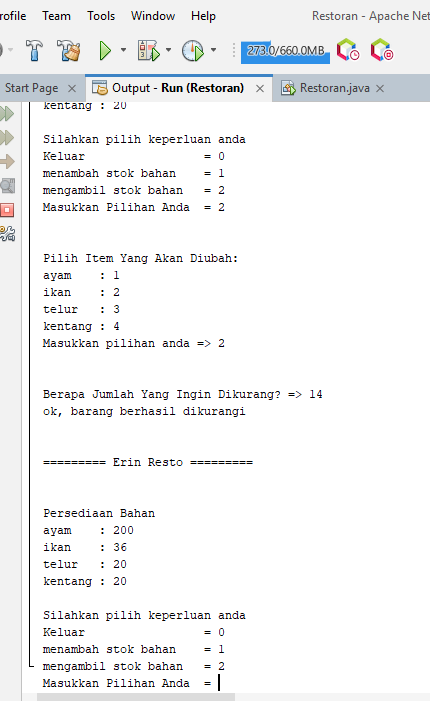 rofile Team Tools Window Help Restoran - Apache Net
273.0/660.0MB
Start Page Output - Run (Restoran) Restoran.java
kentang : 20
Silahkan pilih keperluan anda
Keluar = 0
menambah stok bahan = 1
mengambil stok bahan = 2
Masukkan Pilihan Anda = 2
Pilih Item Yang Akan Diubah:
ayam : 1
ikan : 2
telur : 3
kentang : 4
Masukkan pilihan anda => 2
Berapa Jumlah Yang Ingin Dikurang? => 14
ok, barang berhasil dikurangi
========= Erin Resto =========
Persediaan Bahan
ayam : 200
ikan : 36
telur : 20
kentang : 20
Silahkan pilih keperluan anda
Keluar = 0
menambah stok bahan = 1
mengambil stok bahan = 2
Masukkan Pilihan Anda =